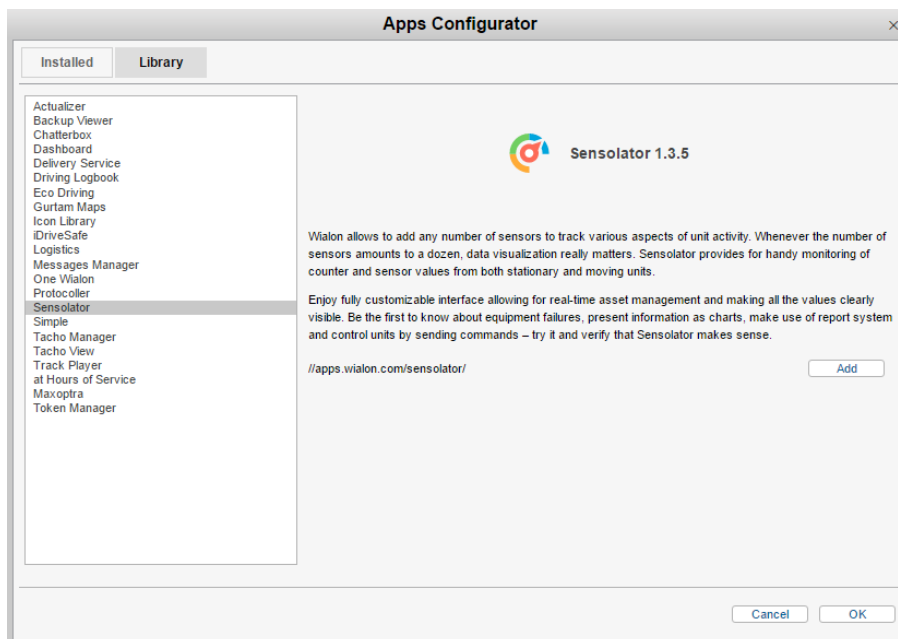 Apps Configurator
×
Installed
Library
Actualizer
Backup Viewer
Chatterbox
Dashboard
Delivery Service
Driving Logbook
Eco Driving
Gurtam Maps
Icon Library
iDriveSafe
Logistics
Messages Manager
One Wialon
Protocoller
Sensolator
Simple
Tacho Manager
Tacho View
Track Player
at Hours of Service
Maxoptra
Token Manager
Sensolator 1.3.5
Wialon allows to add any number of sensors to track various aspects of unit activity. Whenever the number of
sensors amounts to a dozen, data visualization really matters. Sensolator provides for handy monitoring of
counter and sensor values from both stationary and moving units.
Enjoy fully customizable interface allowing for real-time asset management and making all the values clearly
visible. Be the first to know about equipment failures, present information as charts, make use of report system
and control units by sending commands – try it and verify that Sensolator makes sense.
//apps.wialon.com/sensolator/
Add
Cancel
OK